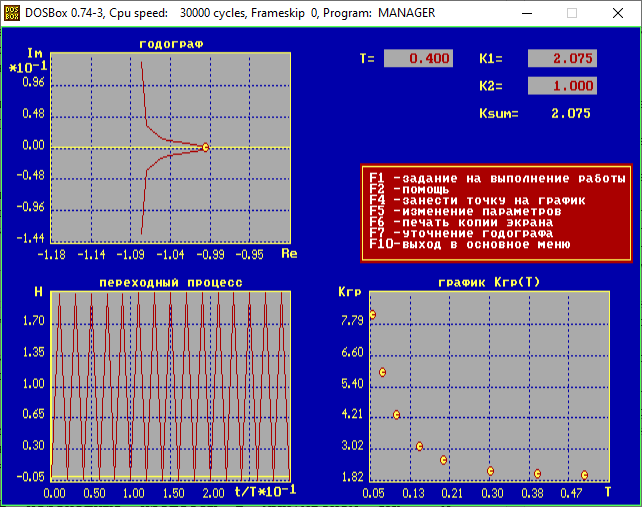 DOSBox 0.74-3, Cpu speed: 30000 cycles, Frameskip 0, Program: MANAGER
годограф
Im
*10⁻¹
0.96
0.48
0.00
-0.48
-0.96
-1.44
-1.18 -1.14 -1.09 -1.04 -0.99 -0.95 Re
T= 0.400 K1= 2.075
K2= 1.000
Ksum= 2.075
F1 -задание на выполнение работы
F2 -помощь
F4 -занести точку на график
F5 -изменение параметров
F6 -печать копии экрана
F7 -уточнение годографа
F10-выход в основное меню
H переходный процесс
1.70
1.35
1.00
0.65
0.30
-0.05
0.00 0.50 1.00 1.50 2.00 t/T*10⁻¹
Kгр график Kгр(T)
7.79
6.60
5.40
4.21
3.02
1.82
0.05 0.13 0.21 0.30 0.38 0.47 T